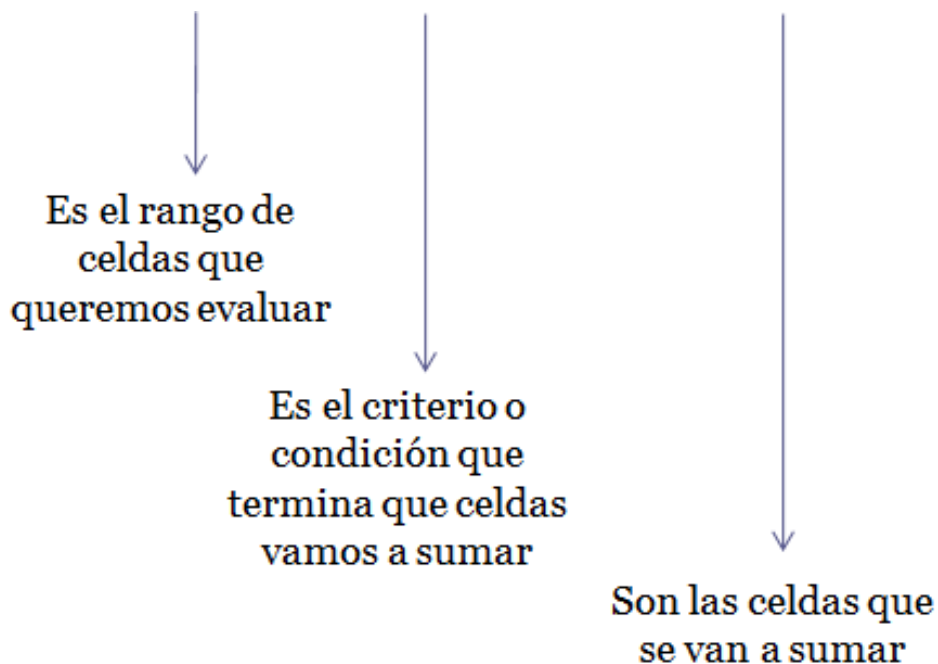 Es el rango de
celdas que
queremos evaluar
Es el criterio o
condición que
termina que celdas
vamos a sumar
Son las celdas que
se van a sumar